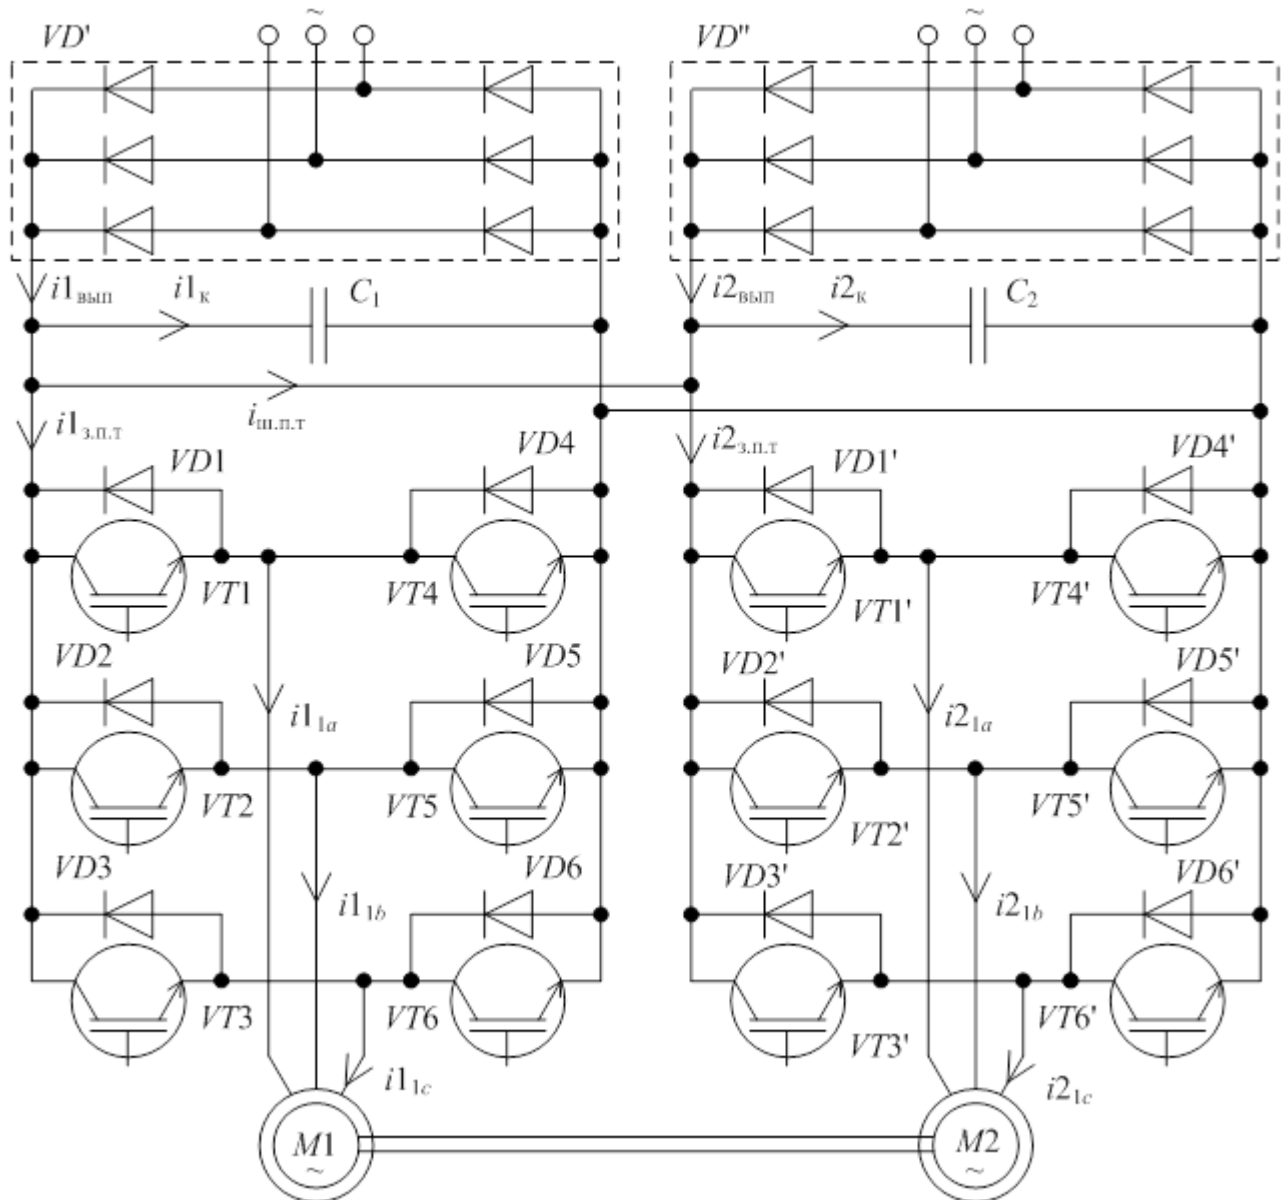 ~ ~
VD' VD''
i1вып i1к C1 i2вып i2к C2
i1з.п.т iш.п.т i2з.п.т
VD1 VD4 VD1' VD4'
VT1 VT4 VT1' VT4'
VD2 VD5 VD2' VD5'
i11a i21a
VT2 VT5 VT2' VT5'
VD3 VD6 VD3' VD6'
i11b i21b
VT3 VT6 VT3' VT6'
i11c i21c
M1 M2
~ ~